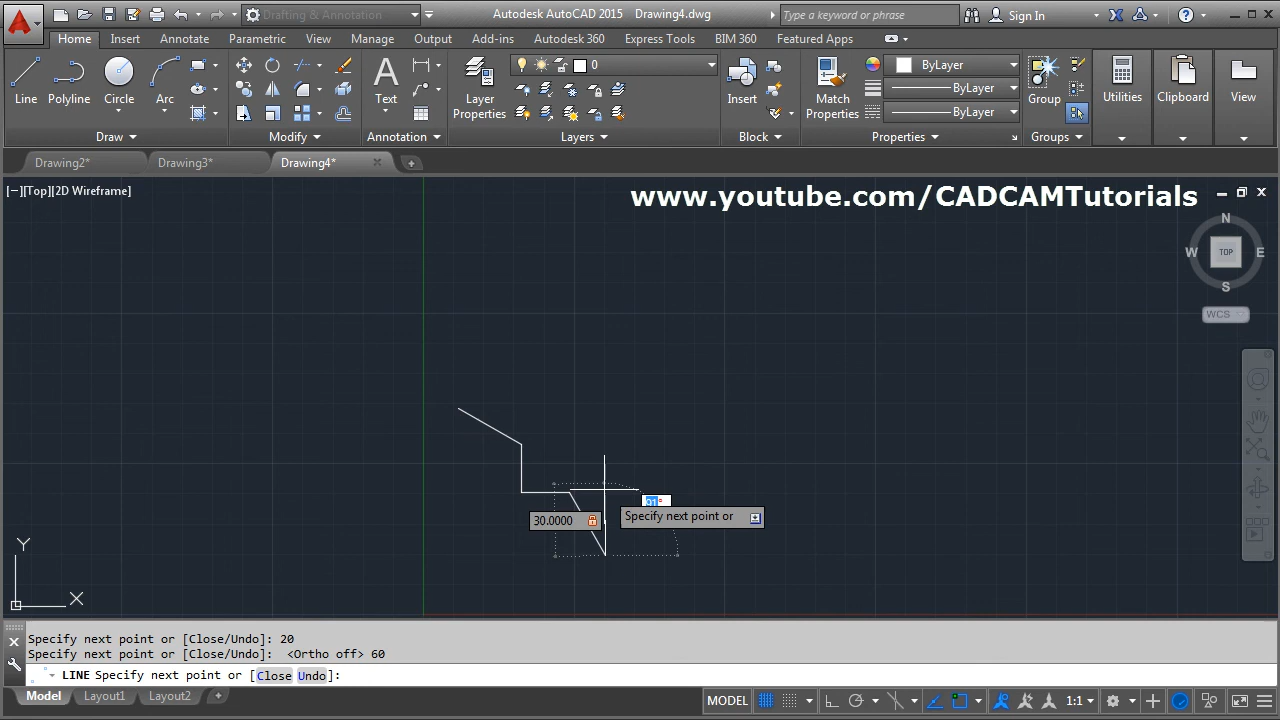 Drafting & Annotation
Autodesk AutoCAD 2015 Drawing4.dwg
Type a keyword or phrase
Sign In
Home Insert Annotate Parametric View Manage Output Add-ins Autodesk 360 Express Tools BIM 360 Featured Apps
Line Polyline Circle Arc
Text
Layer Properties
0
Insert
Match Properties
ByLayer
ByLayer
ByLayer
Group
Utilities
Clipboard
View
Draw Modify Annotation Layers Block Properties Groups
Drawing2* Drawing3* Drawing4*
[−][Top][2D Wireframe]
www.youtube.com/CADCAMTutorials
N
W TOP E
S
WCS
91°
30.0000
Specify next point or
Y
X
Specify next point or [Close/Undo]: 20
Specify next point or [Close/Undo]: <Ortho off> 60
LINE Specify next point or [Close Undo]:
Model Layout1 Layout2
MODEL
1:1